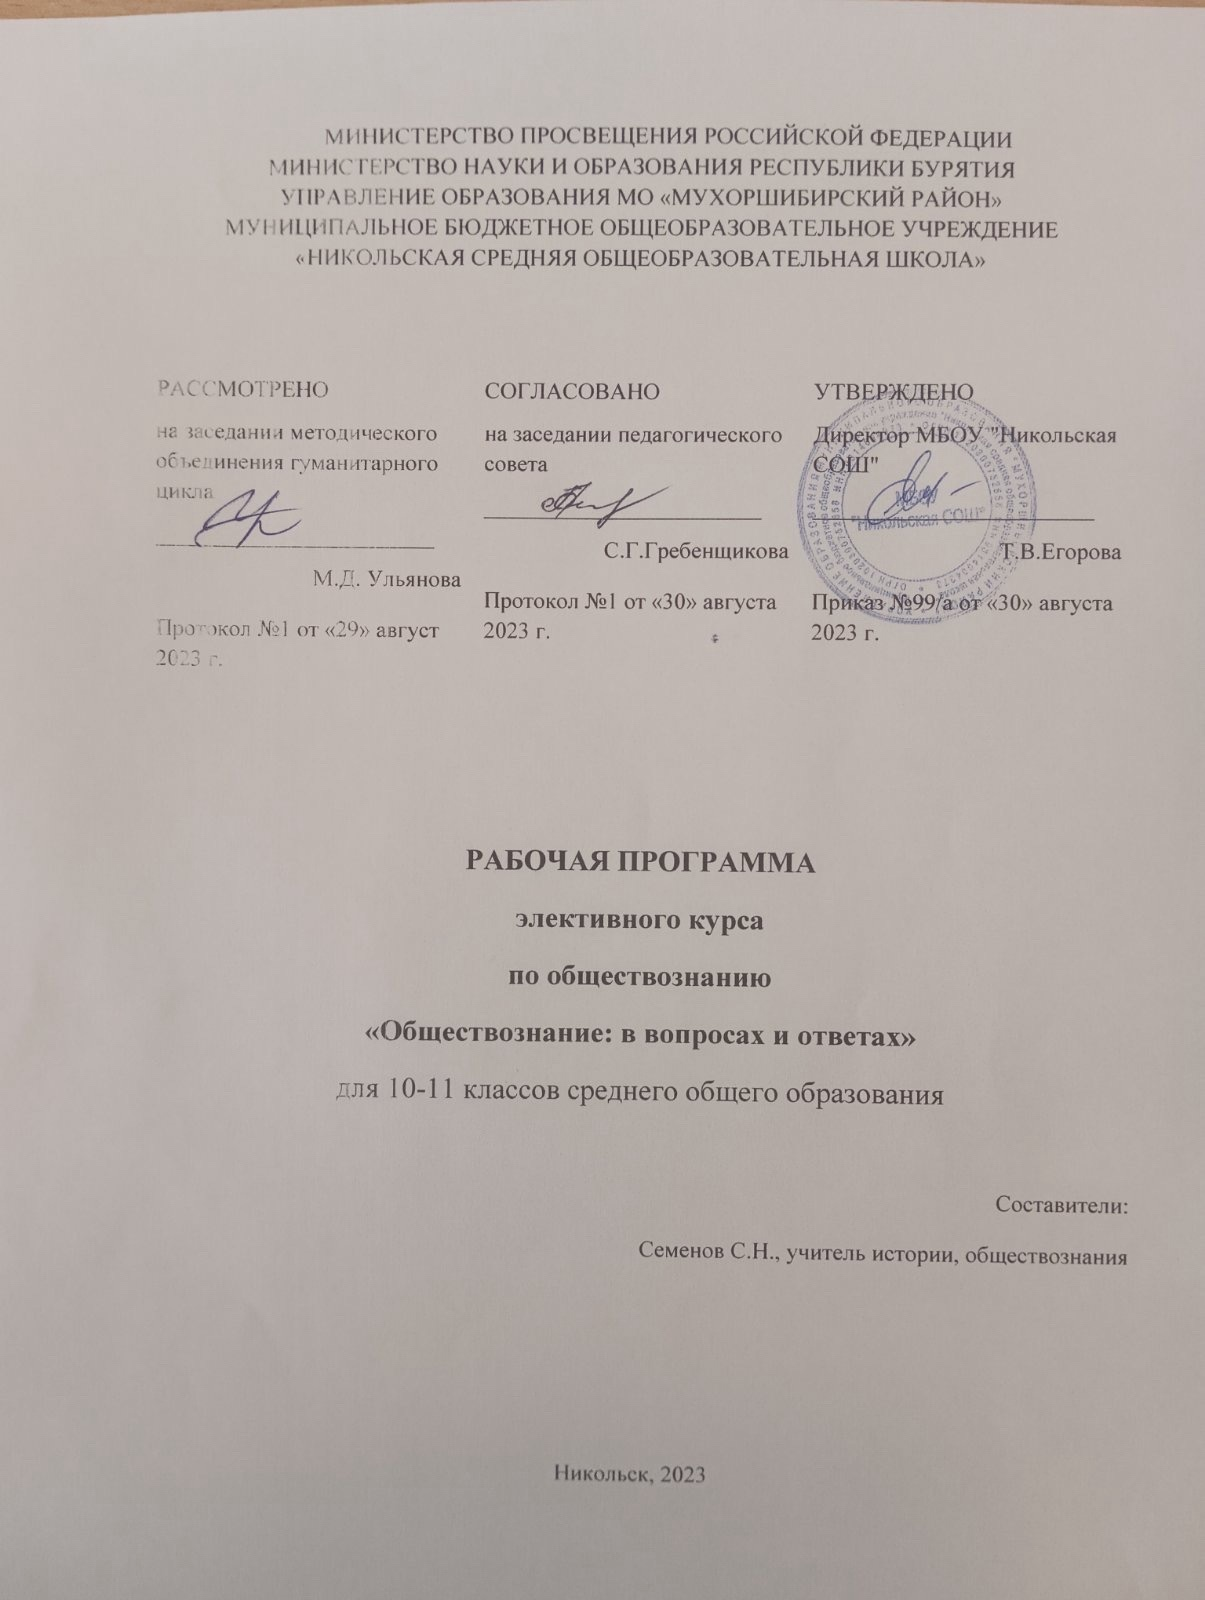 МИНИСТЕРСТВО ПРОСВЕЩЕНИЯ РОССИЙСКОЙ ФЕДЕРАЦИИ
МИНИСТЕРСТВО НАУКИ И ОБРАЗОВАНИЯ РЕСПУБЛИКИ БУРЯТИЯ
УПРАВЛЕНИЕ ОБРАЗОВАНИЯ МО «МУХОРШИБИРСКИЙ РАЙОН»
МУНИЦИПАЛЬНОЕ БЮДЖЕТНОЕ ОБЩЕОБРАЗОВАТЕЛЬНОЕ УЧРЕЖДЕНИЕ
«НИКОЛЬСКАЯ СРЕДНЯЯ ОБЩЕОБРАЗОВАТЕЛЬНАЯ ШКОЛА»
РАССМОТРЕНО
на заседании методического
объединения гуманитарного
цикла
М.Д. Ульянова
Протокол №1 от «29» август
2023 г.
СОГЛАСОВАНО
на заседании педагогического
совета
С.Г.Гребенщикова
Протокол №1 от «30» августа
2023 г.
УТВЕРЖДЕНО
Директор МБОУ "Никольская
СОШ"
"Никольская СОШ"
Т.В.Егорова
Приказ №99/а от «30» августа
2023 г.
РАБОЧАЯ ПРОГРАММА
элективного курса
по обществознанию
«Обществознание: в вопросах и ответах»
для 10-11 классов среднего общего образования
Составители:
Семенов С.Н., учитель истории, обществознания
Никольск, 2023